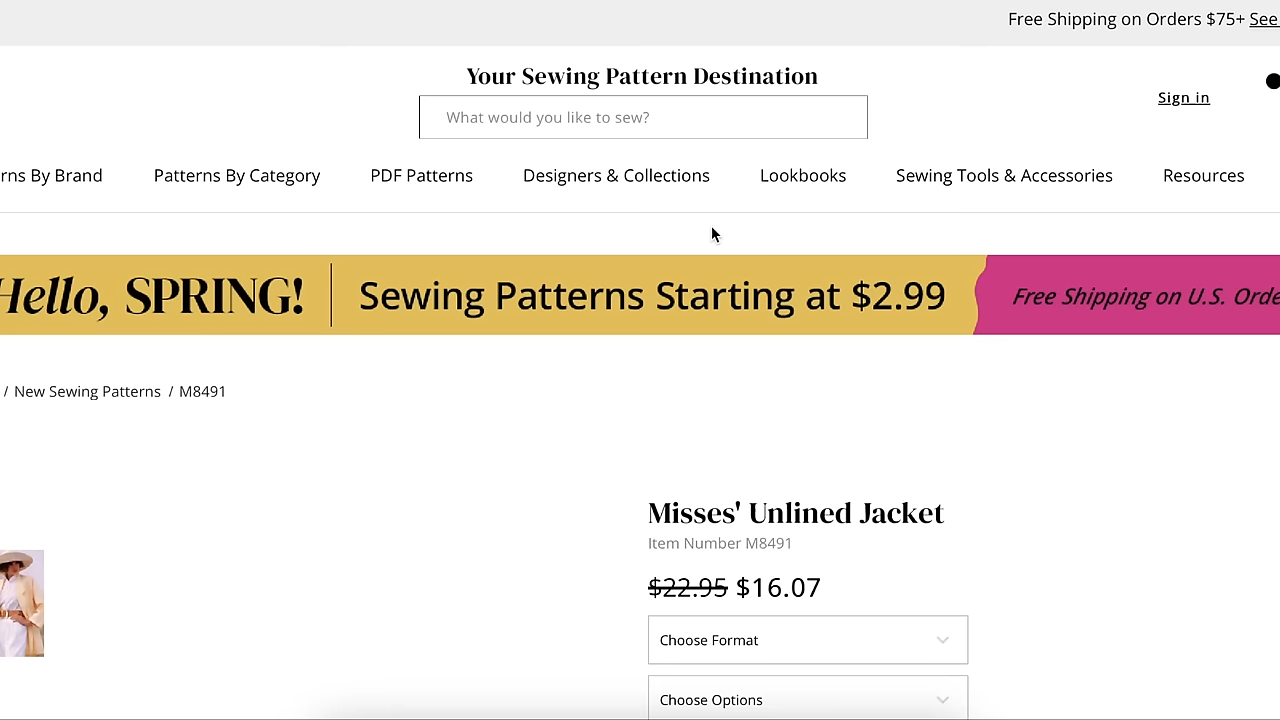 Free Shipping on Orders $75+ See
Your Sewing Pattern Destination
What would you like to sew?
Sign in
rns By Brand Patterns By Category PDF Patterns Designers & Collections Lookbooks Sewing Tools & Accessories Resources
Hello, SPRING! Sewing Patterns Starting at $2.99 Free Shipping on U.S. Orde
/ New Sewing Patterns / M8491
Misses' Unlined Jacket
Item Number M8491
$22.95 $16.07
Choose Format
Choose Options